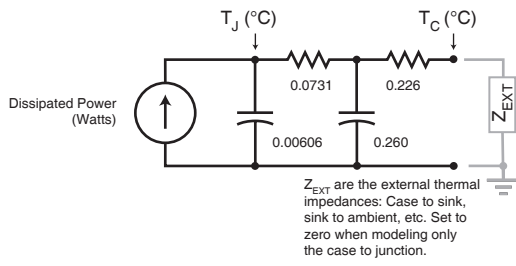 T_J (°C)
T_C (°C)
0.0731
0.226
Dissipated Power
(Watts)
Z_EXT
0.00606
0.260
Z_EXT are the external thermal
impedances: Case to sink,
sink to ambient, etc. Set to
zero when modeling only
the case to junction.